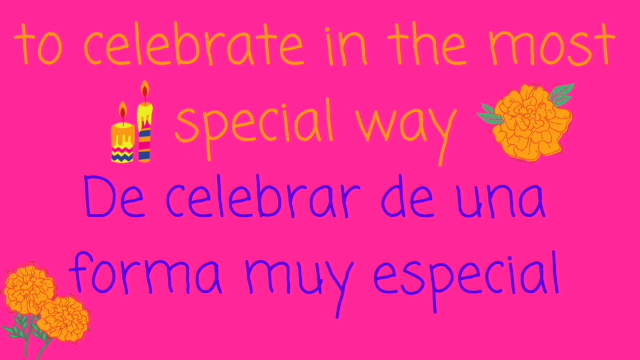 to celebrate in the most
special way
De celebrar de una
forma muy especial